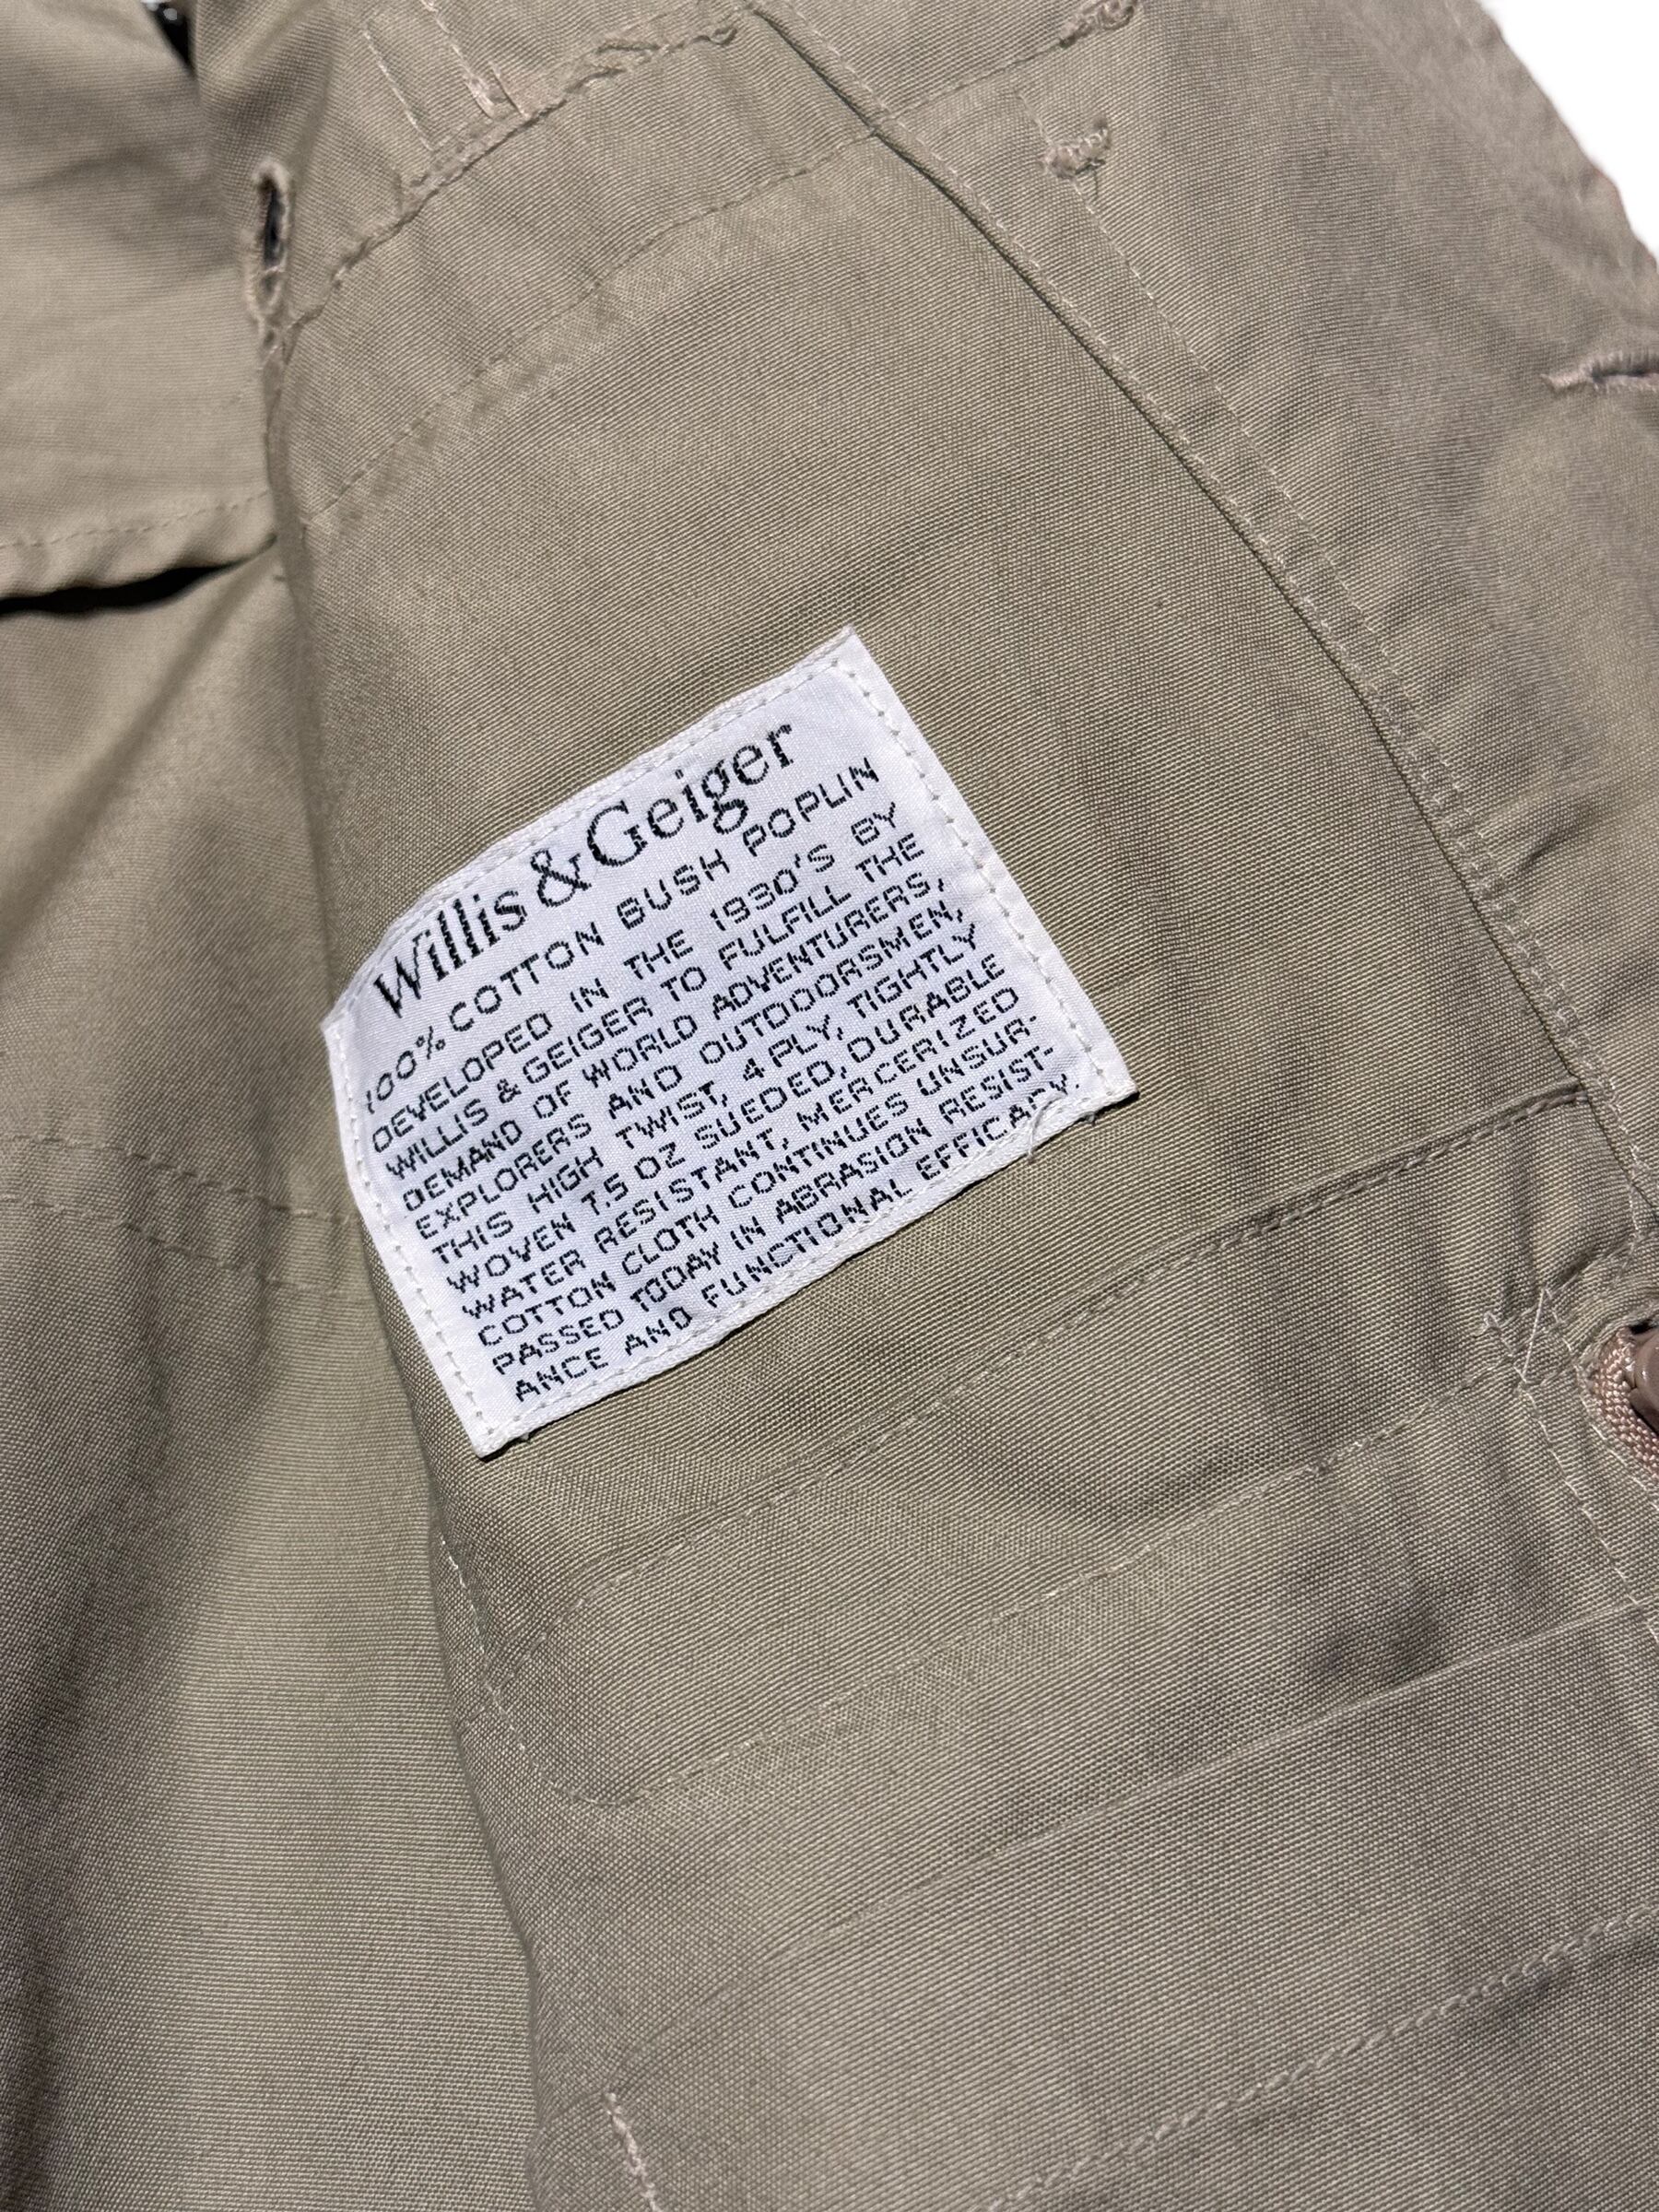 Willis & Geiger
100% COTTON BUSH POPLIN
DEVELOPED IN THE 1930'S BY
WILLIS & GEIGER TO FULFILL THE
DEMAND OF WORLD ADVENTURERS,
EXPLORERS AND OUTDOORSMEN,
THIS HIGH TWIST, 4 PLY, TIGHTLY
WOVEN 7.5 OZ SUEDED, DURABLE
WATER RESISTANT, MERCERIZED
COTTON CLOTH CONTINUES UNSUR-
PASSED TODAY IN ABRASION RESIST-
ANCE AND FUNCTIONAL EFFICACY.